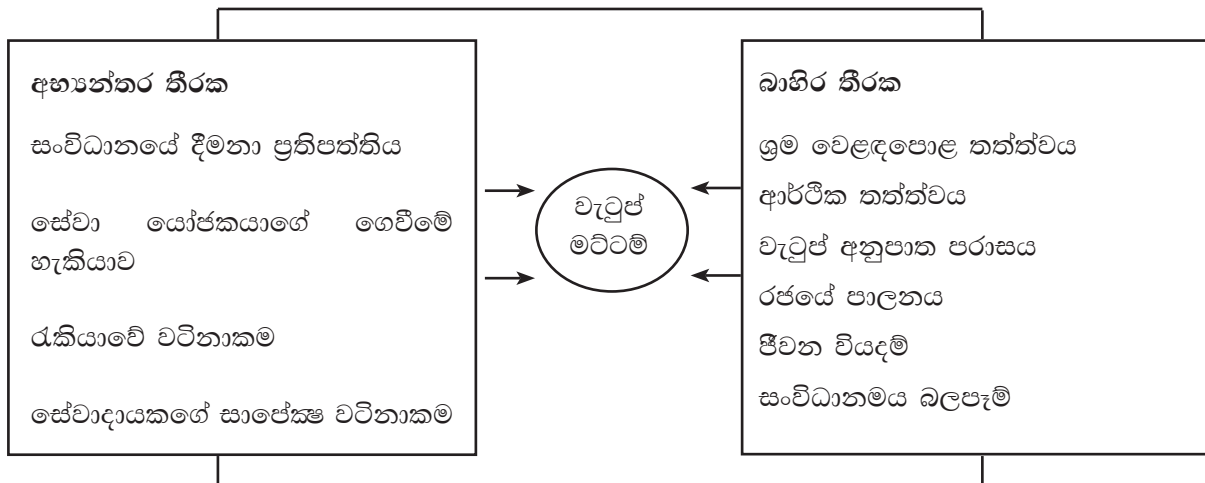 අභ්‍යන්තර තීරක
සංවිධානයේ දීමනා ප්‍රතිපත්තිය
සේවා යෝජකයාගේ ගෙවීමේ
හැකියාව
රැකියාවේ වටිනාකම
සේවාදායකගේ සාපේක්‍ෂ වටිනාකම
වැටුප්
මට්ටම්
බාහිර තීරක
ශ්‍රම වෙළඳපොළ තත්ත්වය
ආර්ථික තත්ත්වය
වැටුප් අනුපාත පරාසය
රජයේ පාලනය
ජීවන වියදම්
සංවිධානමය බලපෑම්